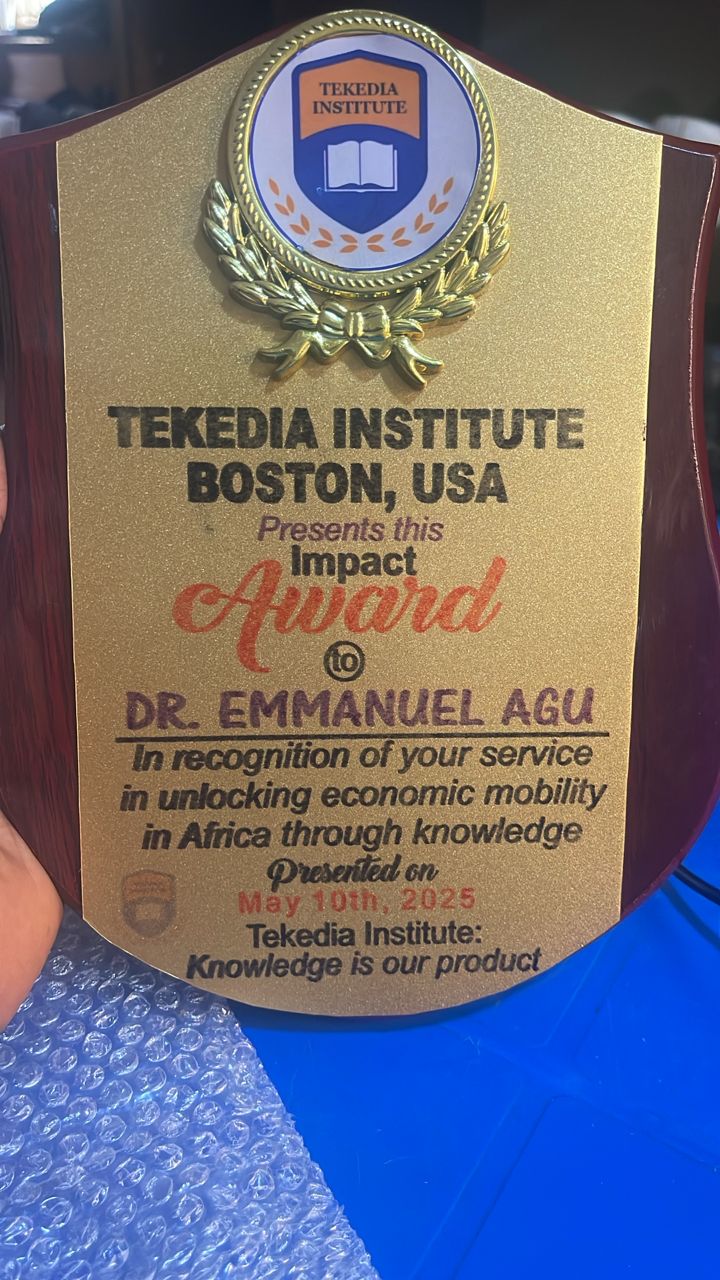 TEKEDIA
INSTITUTE
TEKEDIA INSTITUTE
BOSTON, USA
Presents this
Impact
Award
to
DR. EMMANUEL AGU
In recognition of your service
in unlocking economic mobility
in Africa through knowledge
Presented on
May 10th, 2025
Tekedia Institute:
Knowledge is our product